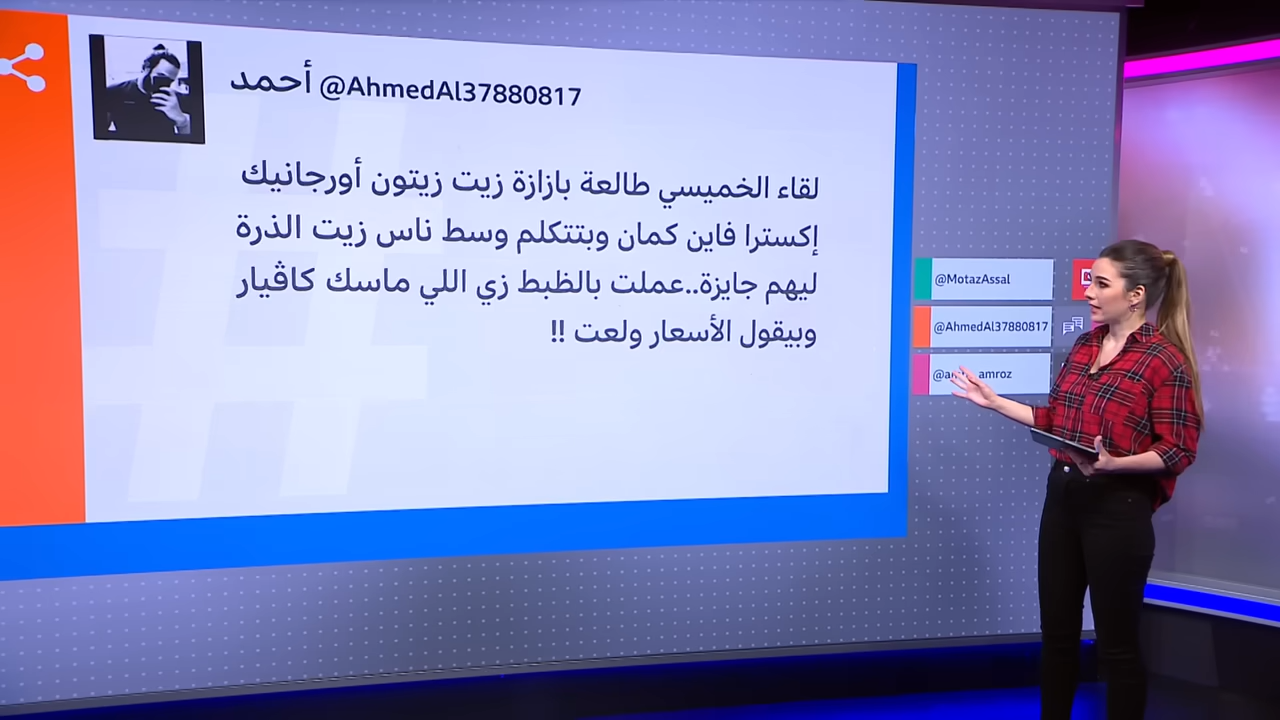 أحمد @AhmedAl37880817
لقاء الخميسي طالعة بازازة زيت زيتون أورجانيك
إكسترا فاين كمان وبتتكلم وسط ناس زيت الذرة
ليهم جايزة..عملت بالظبط زي اللي ماسك كاڤيار
وبيقول الأسعار ولعت !!
@MotazAssal
@AhmedAl37880817
amroz